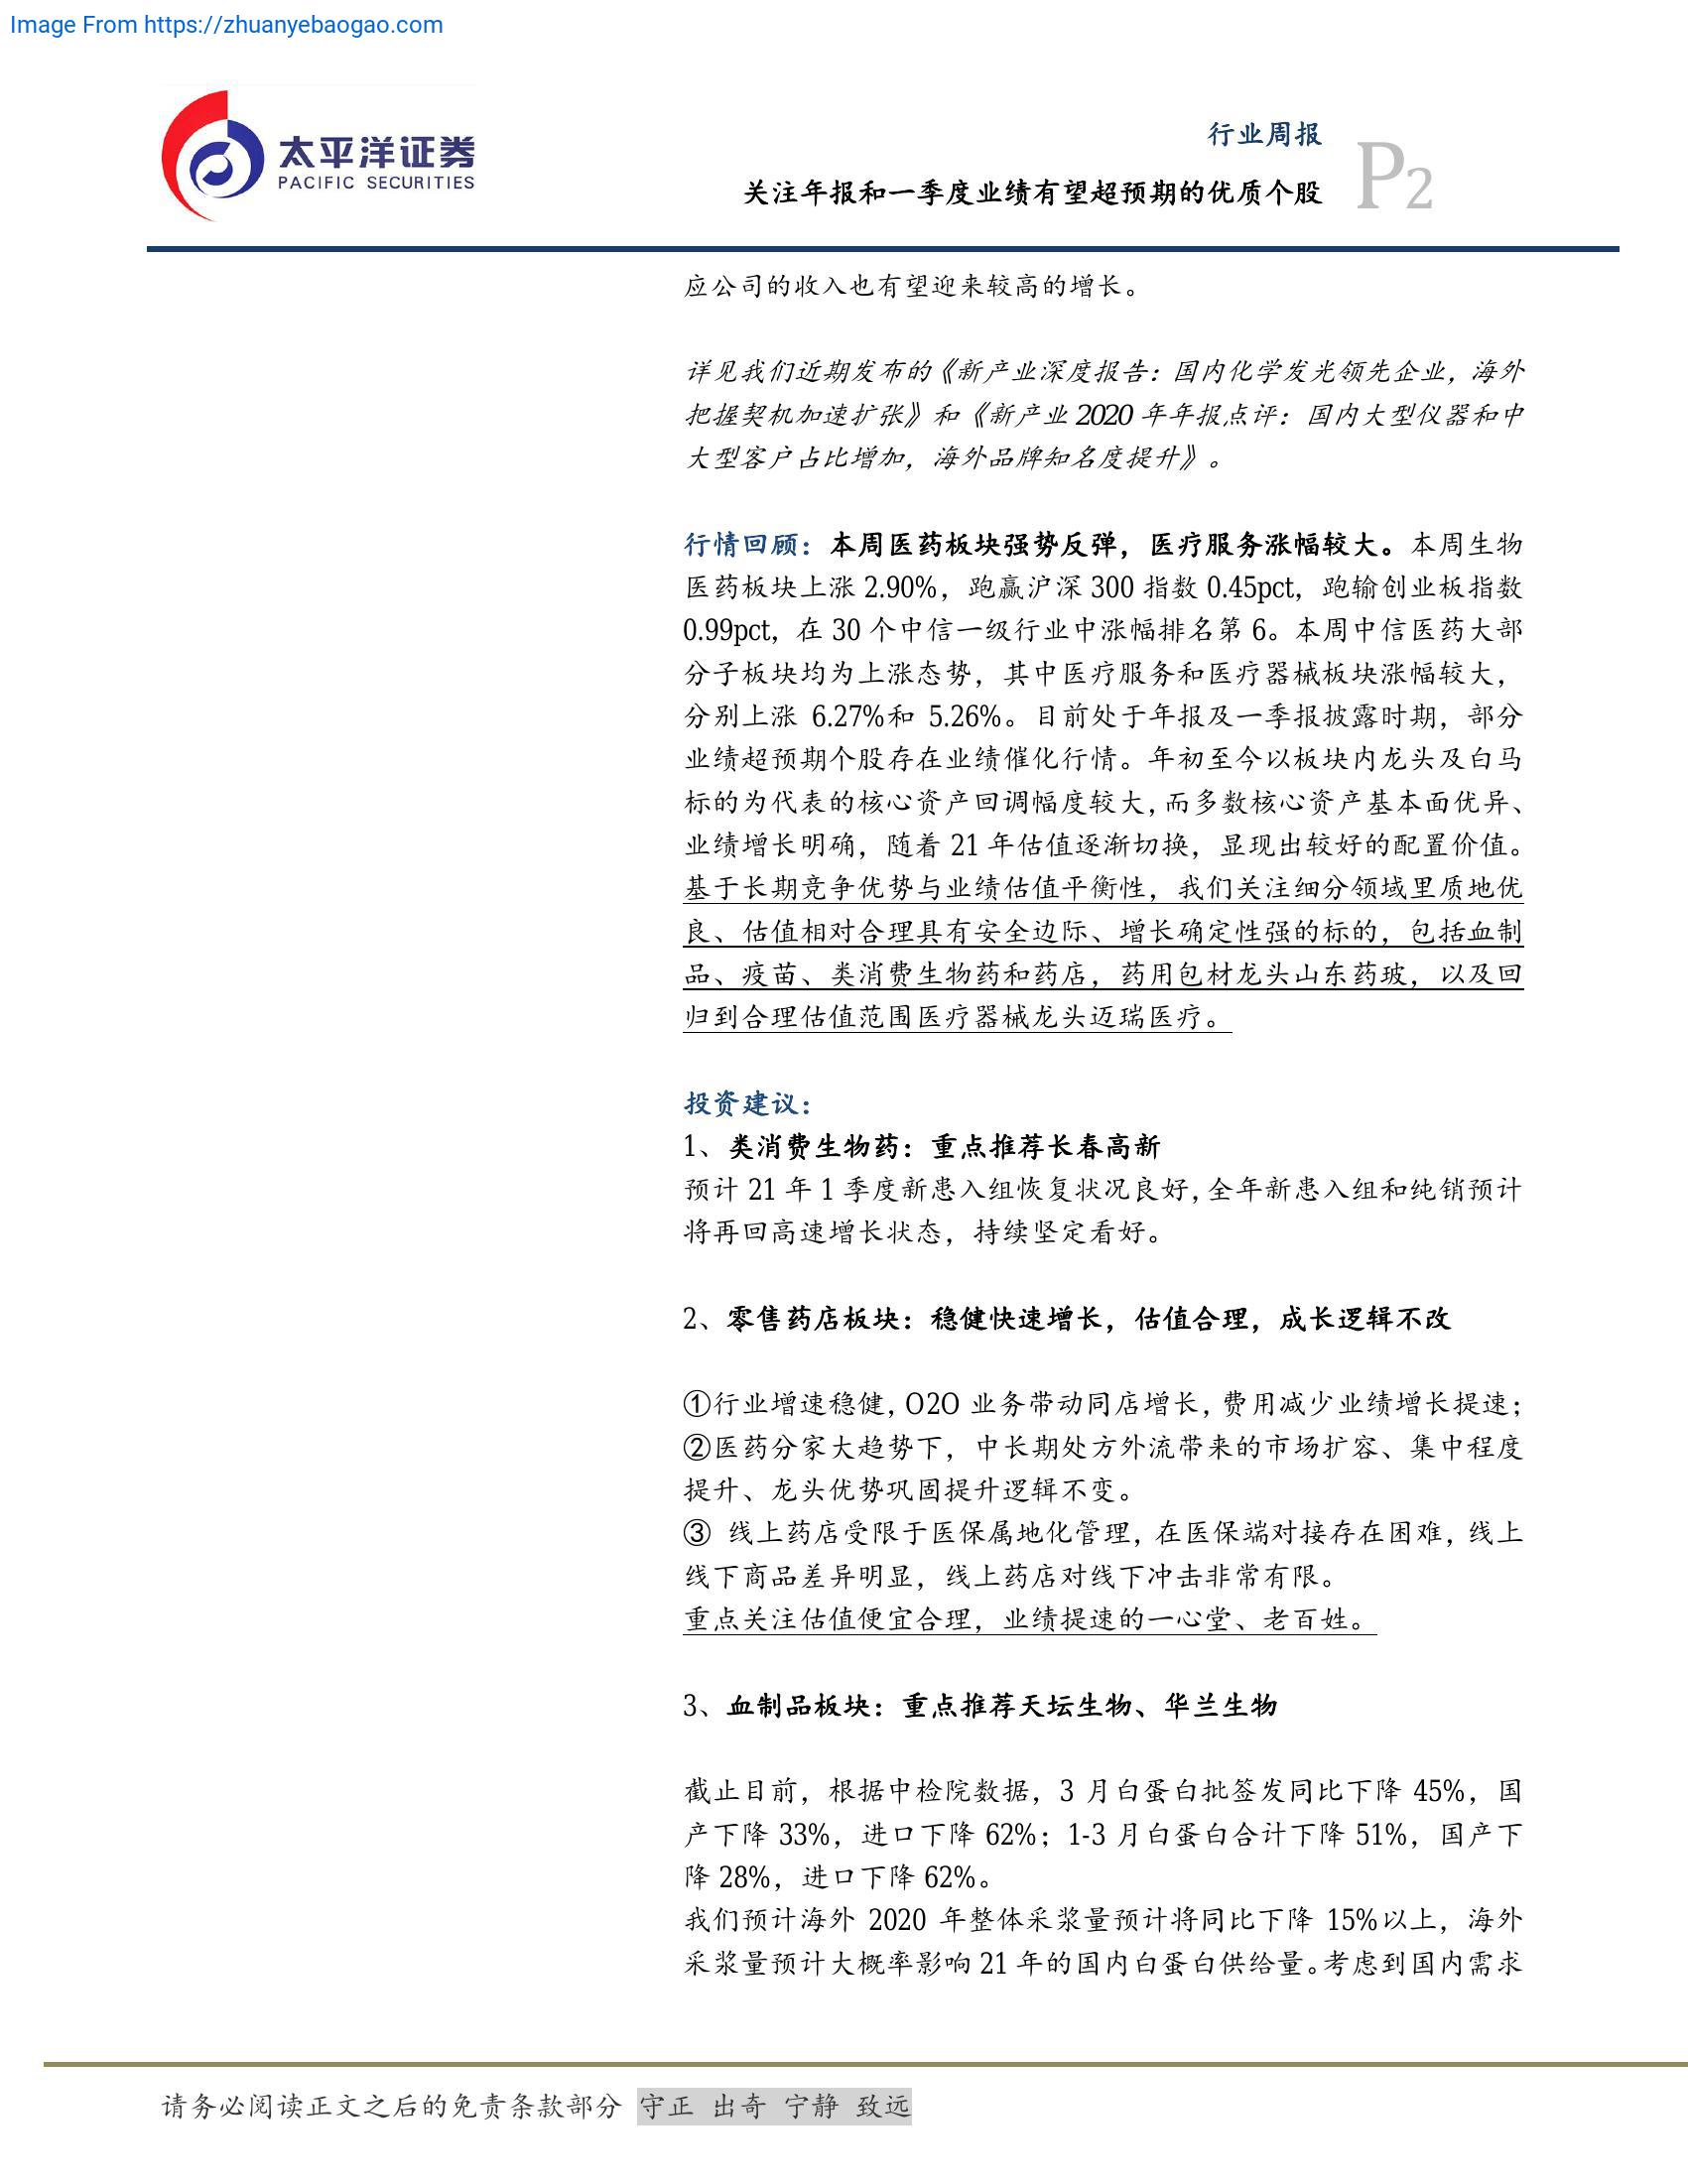 Image From https://zhuanyebaogao.com
太平洋证券
PACIFIC SECURITIES
行业周报
关注年报和一季度业绩有望超预期的优质个股
P2
应公司的收入也有望迎来较高的增长。
详见我们近期发布的《新产业深度报告：国内化学发光领先企业，海外
把握契机加速扩张》和《新产业 2020 年年报点评：国内大型仪器和中
大型客户占比增加，海外品牌知名度提升》。
行情回顾：本周医药板块强势反弹，医疗服务涨幅较大。本周生物
医药板块上涨 2.90%，跑赢沪深 300 指数 0.45pct，跑输创业板指数
0.99pct，在 30 个中信一级行业中涨幅排名第 6。本周中信医药大部
分子板块均为上涨态势，其中医疗服务和医疗器械板块涨幅较大，
分别上涨 6.27%和 5.26%。目前处于年报及一季报披露时期，部分
业绩超预期个股存在业绩催化行情。年初至今以板块内龙头及白马
标的为代表的核心资产回调幅度较大，而多数核心资产基本面优异、
业绩增长明确，随着 21 年估值逐渐切换，显现出较好的配置价值。
基于长期竞争优势与业绩估值平衡性，我们关注细分领域里质地优
良、估值相对合理具有安全边际、增长确定性强的标的，包括血制
品、疫苗、类消费生物药和药店，药用包材龙头山东药玻，以及回
归到合理估值范围医疗器械龙头迈瑞医疗。
投资建议：
1、类消费生物药：重点推荐长春高新
预计 21 年 1 季度新患入组恢复状况良好，全年新患入组和纯销预计
将再回高速增长状态，持续坚定看好。
2、零售药店板块：稳健快速增长，估值合理，成长逻辑不改
①行业增速稳健，O2O 业务带动同店增长，费用减少业绩增长提速；
②医药分家大趋势下，中长期处方外流带来的市场扩容、集中程度
提升、龙头优势巩固提升逻辑不变。
③ 线上药店受限于医保属地化管理，在医保端对接存在困难，线上
线下商品差异明显，线上药店对线下冲击非常有限。
重点关注估值便宜合理，业绩提速的一心堂、老百姓。
3、血制品板块：重点推荐天坛生物、华兰生物
截止目前，根据中检院数据，3 月白蛋白批签发同比下降 45%，国
产下降 33%，进口下降 62%；1-3 月白蛋白合计下降 51%，国产下
降 28%，进口下降 62%。
我们预计海外 2020 年整体采浆量预计将同比下降 15%以上，海外
采浆量预计大概率影响 21 年的国内白蛋白供给量。考虑到国内需求
请务必阅读正文之后的免责条款部分 守正 出奇 宁静 致远